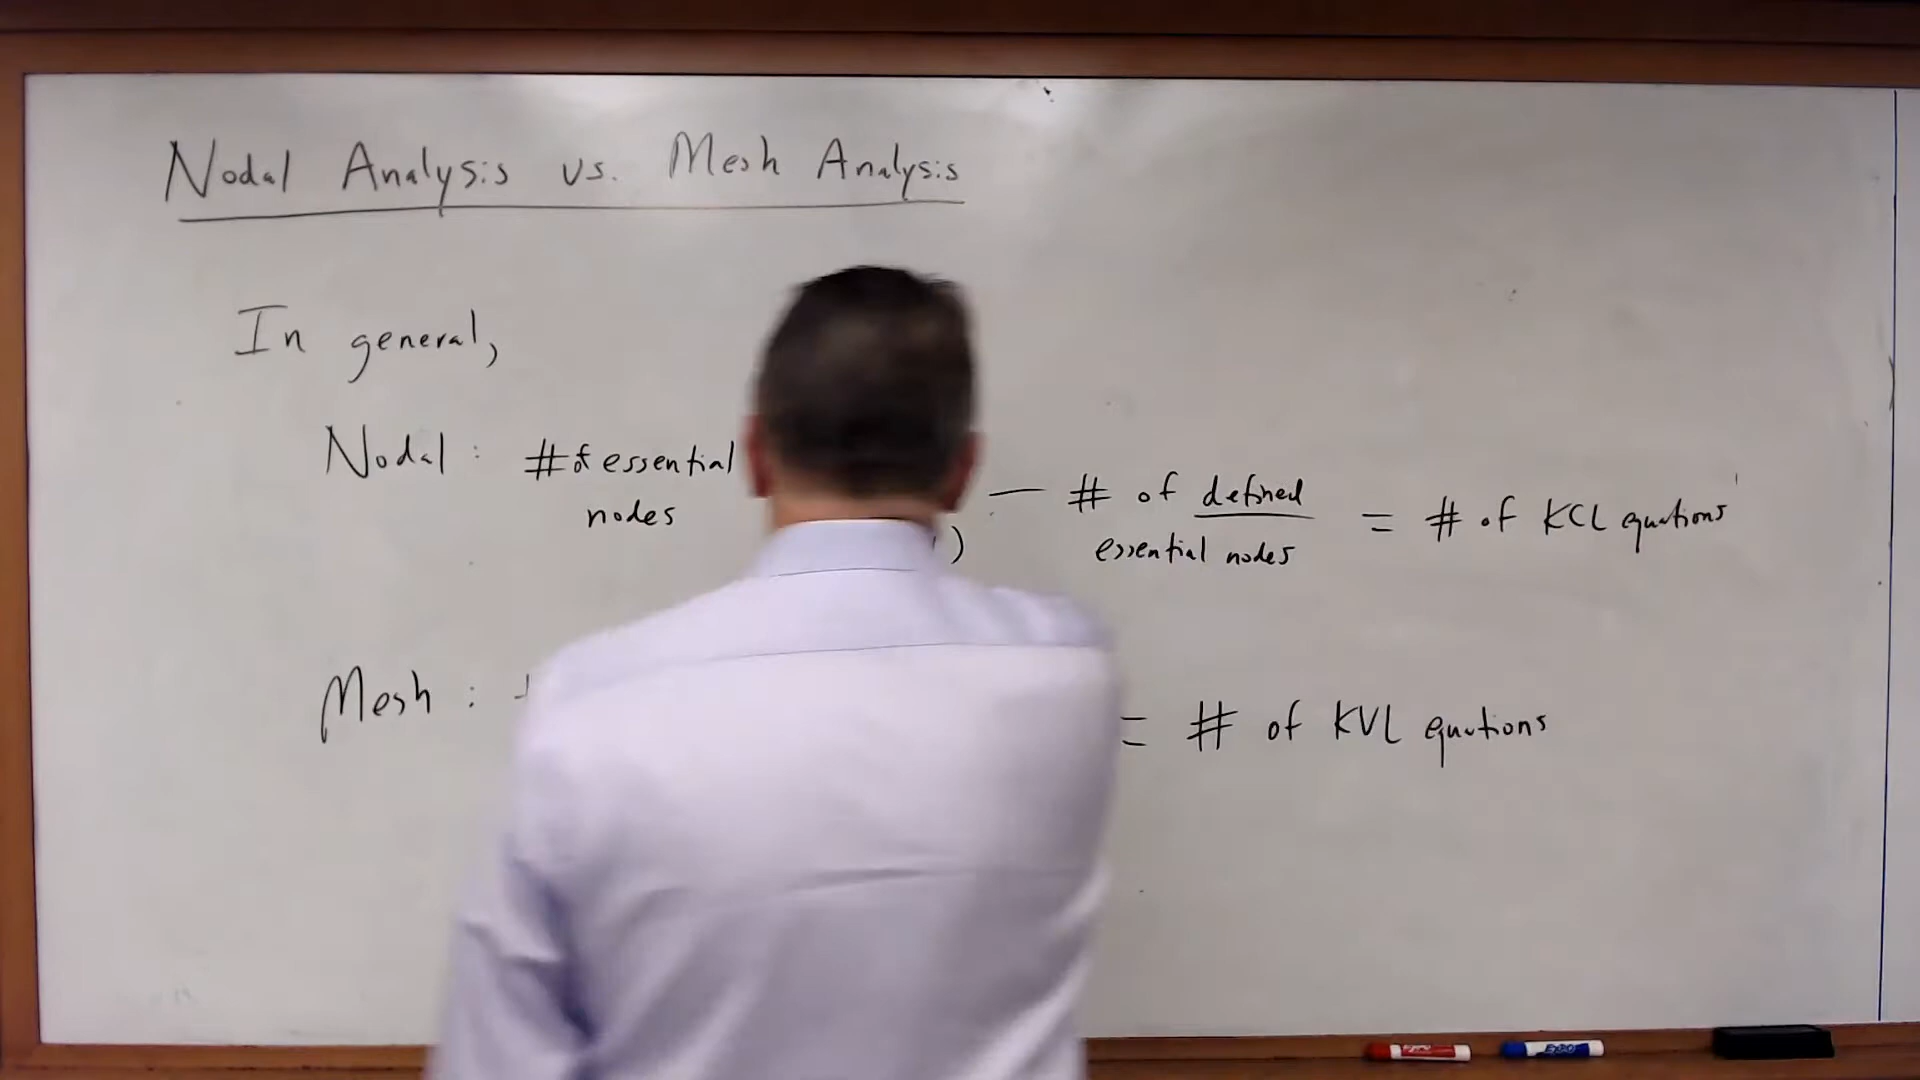 Nodal Analysis vs. Mesh Analysis
In general,
Nodal : # of essential nodes ) — # of defined essential nodes = # of KCL equations
Mesh : = # of KVL equations
EXPO